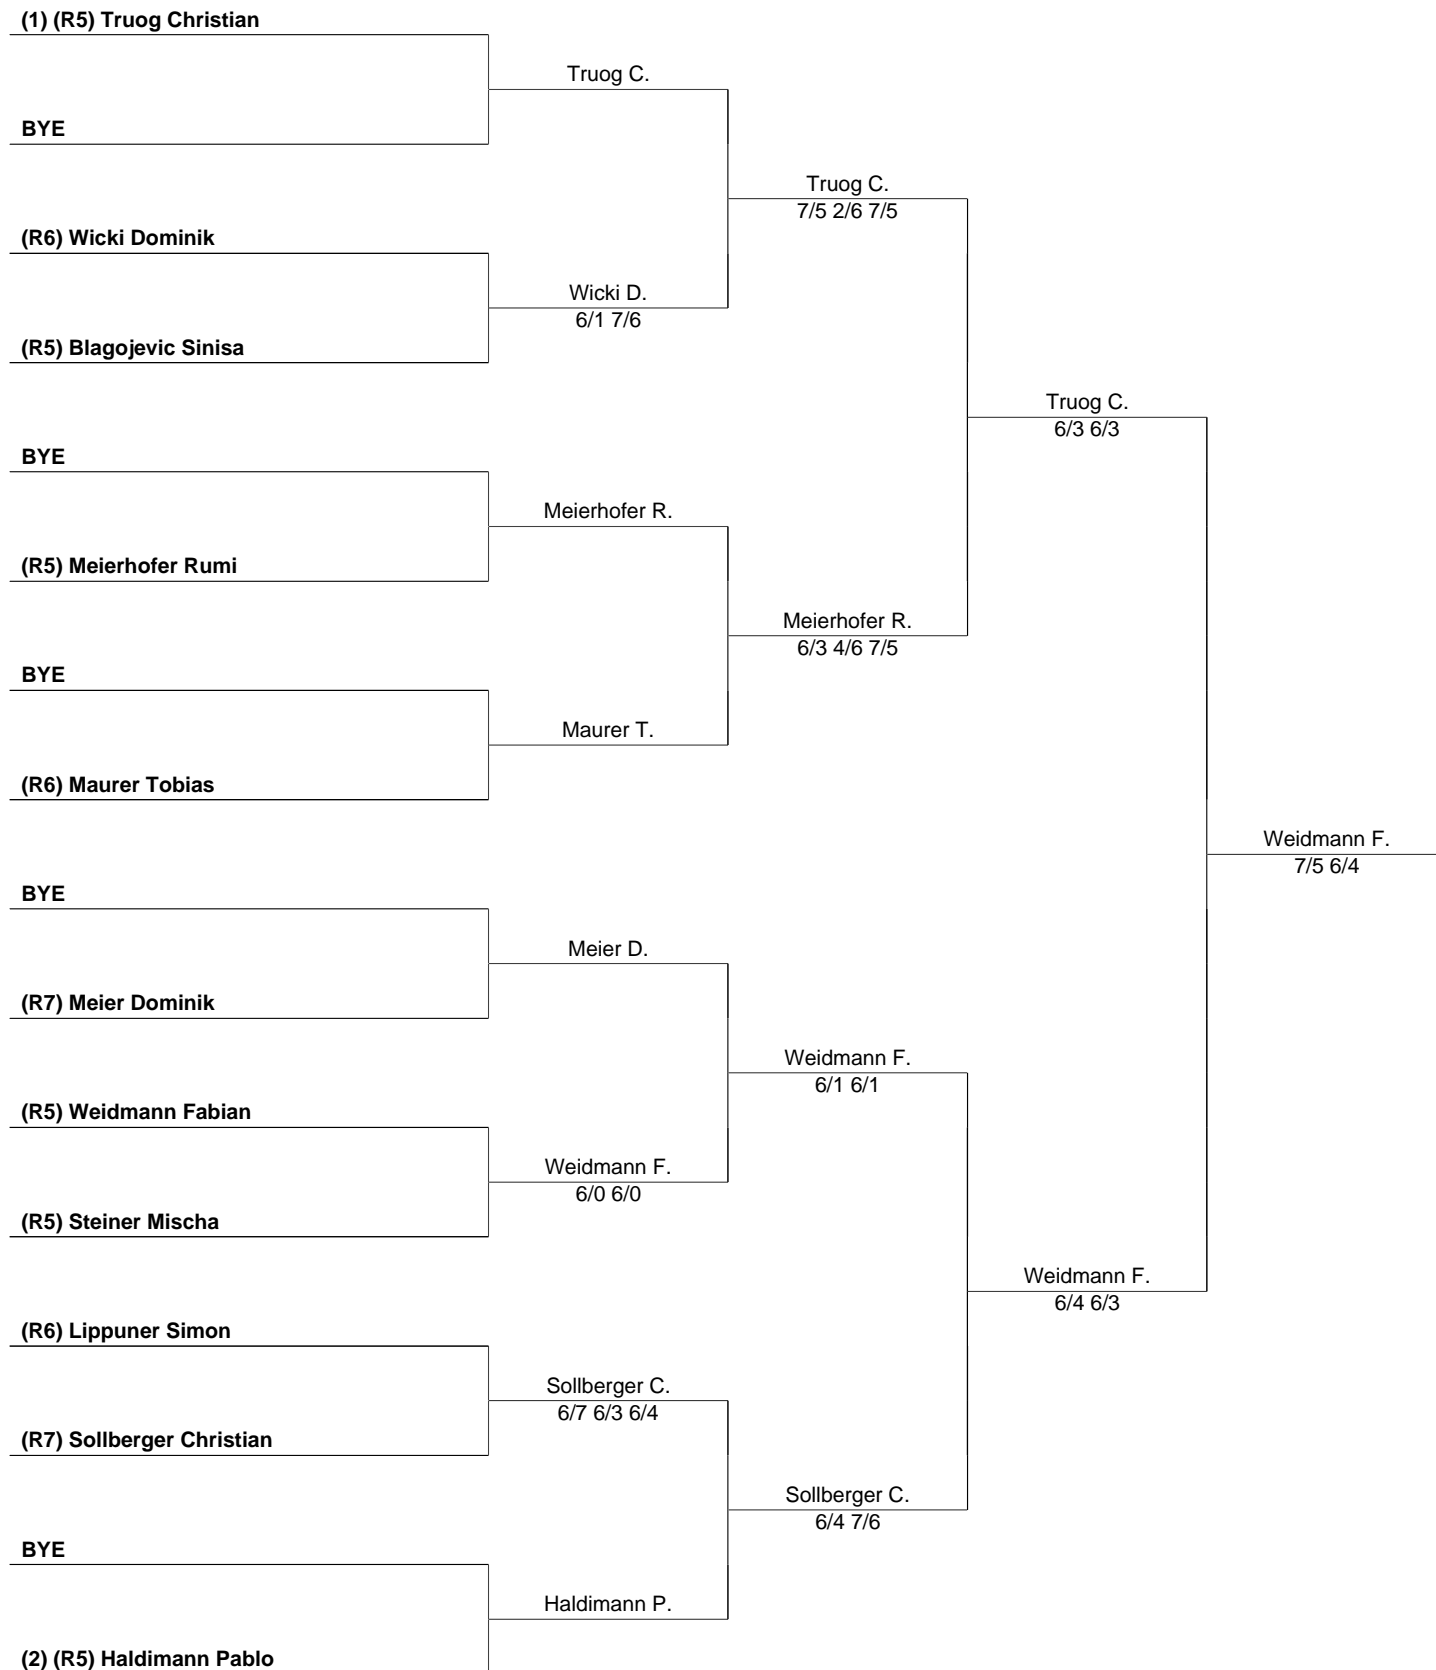 (1) (R5) Truog Christian
Truog C.
BYE
Truog C.
7/5 2/6 7/5
(R6) Wicki Dominik
Wicki D.
6/1 7/6
(R5) Blagojevic Sinisa
Truog C.
6/3 6/3
BYE
Meierhofer R.
(R5) Meierhofer Rumi
Meierhofer R.
6/3 4/6 7/5
BYE
Maurer T.
(R6) Maurer Tobias
Weidmann F.
7/5 6/4
BYE
Meier D.
(R7) Meier Dominik
Weidmann F.
6/1 6/1
(R5) Weidmann Fabian
Weidmann F.
6/0 6/0
(R5) Steiner Mischa
Weidmann F.
6/4 6/3
(R6) Lippuner Simon
Sollberger C.
6/7 6/3 6/4
(R7) Sollberger Christian
Sollberger C.
6/4 7/6
BYE
Haldimann P.
(2) (R5) Haldimann Pablo